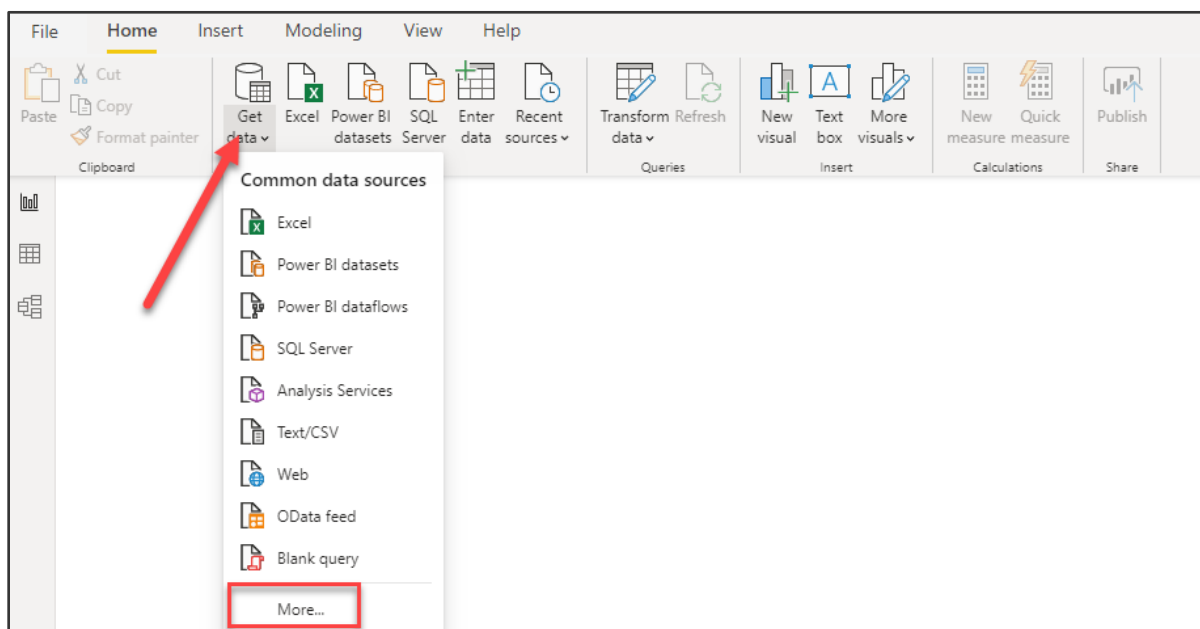 File Home Insert Modeling View Help
Paste
Cut
Copy
Format painter
Clipboard
Get
data
Excel
Power BI
datasets
SQL
Server
Enter
data
Recent
sources
Transform
data
Refresh
Queries
New
visual
Text
box
More
visuals
Insert
New
measure
Quick
measure
Calculations
Publish
Share
Common data sources
Excel
Power BI datasets
Power BI dataflows
SQL Server
Analysis Services
Text/CSV
Web
OData feed
Blank query
More...